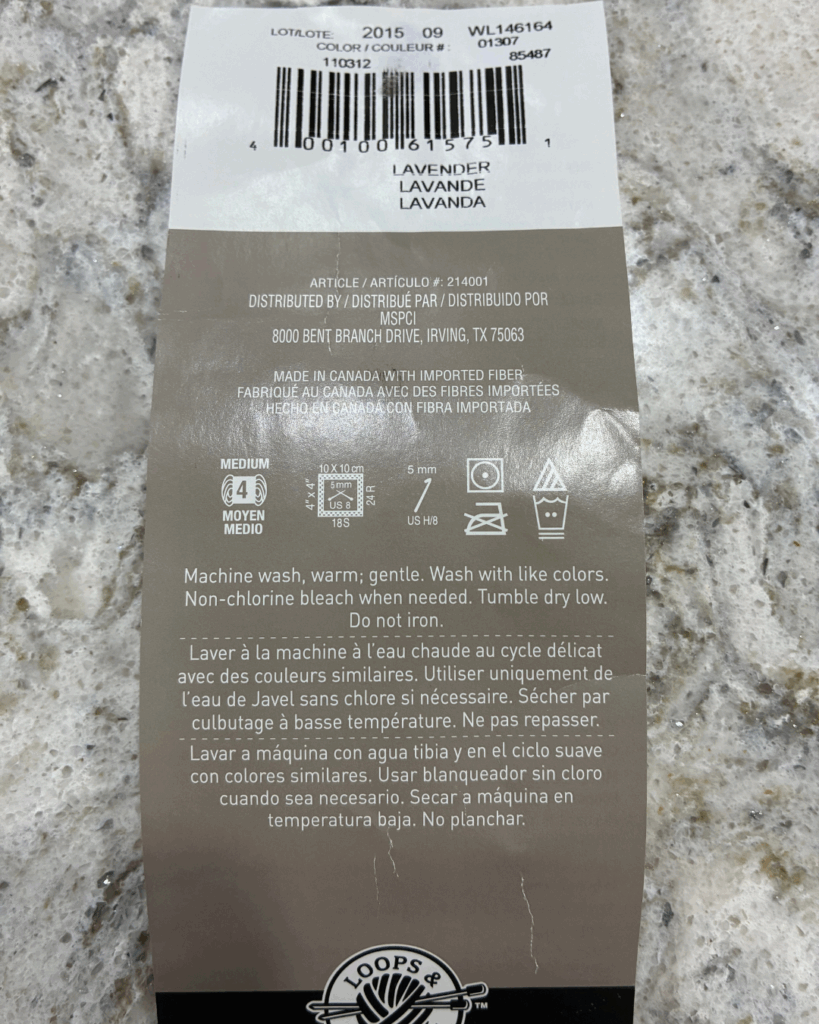 LOT/LOTE: 2015 09 WL146164
COLOR / COULEUR #: 01307
110312 85487
4 00100 61575 1
LAVENDER
LAVANDE
LAVANDA
ARTICLE / ARTÍCULO #: 214001
DISTRIBUTED BY / DISTRIBUÉ PAR / DISTRIBUIDO POR
MSPCI
8000 BENT BRANCH DRIVE, IRVING, TX 75063
MADE IN CANADA WITH IMPORTED FIBER
FABRIQUÉ AU CANADA AVEC DES FIBRES IMPORTÉES
HECHO EN CANADA CON FIBRA IMPORTADA
MEDIUM
4
MOYEN
MEDIO
10 X 10 cm
4" x 4"
5mm
US 8
24 R
18S
5 mm
US H/8
Machine wash, warm; gentle. Wash with like colors.
Non-chlorine bleach when needed. Tumble dry low.
Do not iron.
Laver à la machine à l'eau chaude au cycle délicat
avec des couleurs similaires. Utiliser uniquement de
l'eau de Javel sans chlore si nécessaire. Sécher par
culbutage à basse température. Ne pas repasser.
Lavar a máquina con agua tibia y en el ciclo suave
con colores similares. Usar blanqueador sin cloro
cuando sea necesario. Secar a máquina en
temperatura baja. No planchar.
LOOPS &
TM